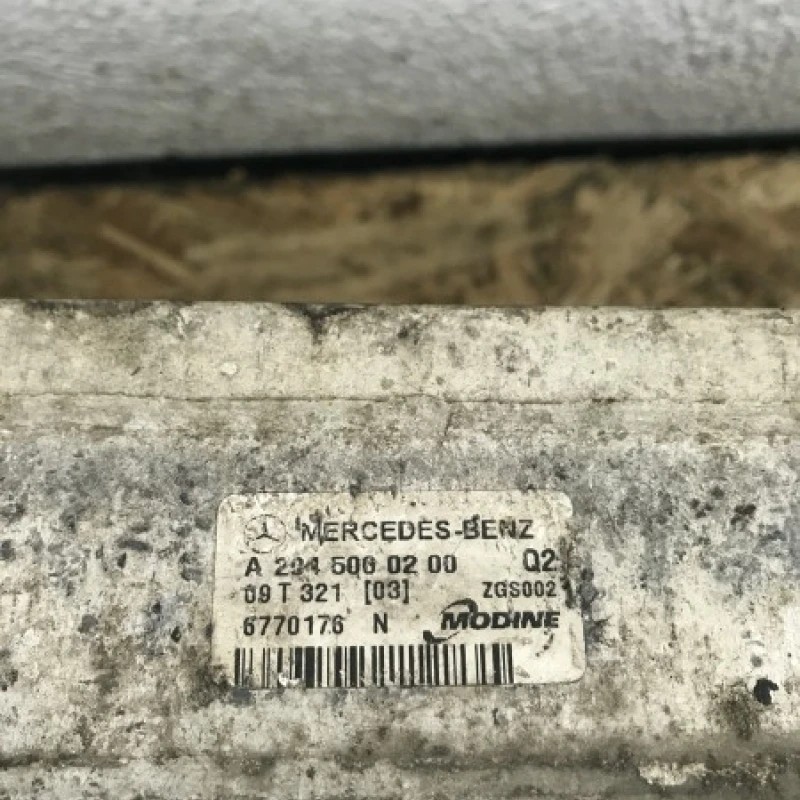 MERCEDES-BENZ
A 204 500 02 00 Q2
09 T 321 [03] ZGS002
6770176 N MODINE